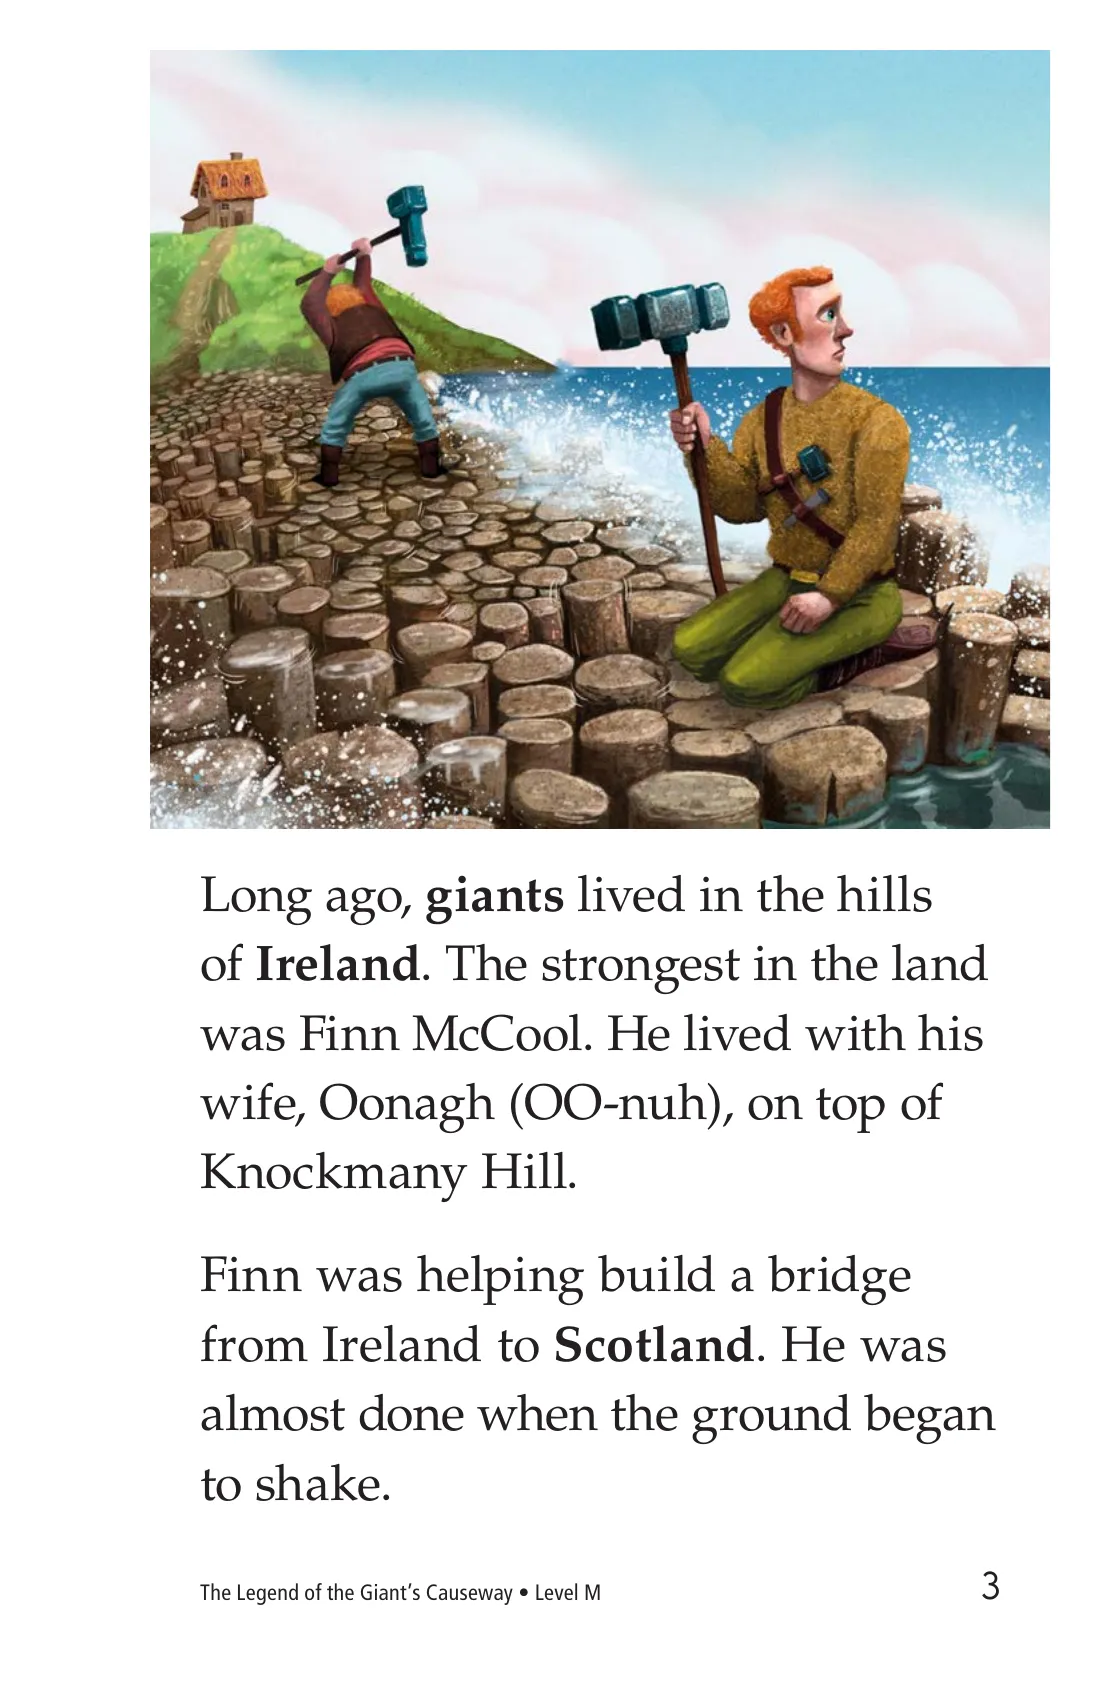 Long ago, giants lived in the hills
of Ireland. The strongest in the land
was Finn McCool. He lived with his
wife, Oonagh (OO-nuh), on top of
Knockmany Hill.
Finn was helping build a bridge
from Ireland to Scotland. He was
almost done when the ground began
to shake.
The Legend of the Giant’s Causeway • Level M
3